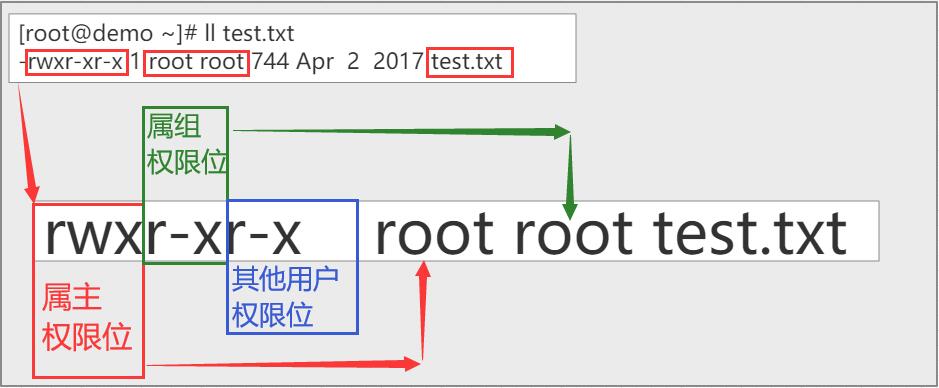 [root@demo ~]# ll test.txt
-rwxr-xr-x 1 root root 744 Apr 2 2017 test.txt
属组
权限位
rwxr-xr-x root root test.txt
其他用户
权限位
属主
权限位